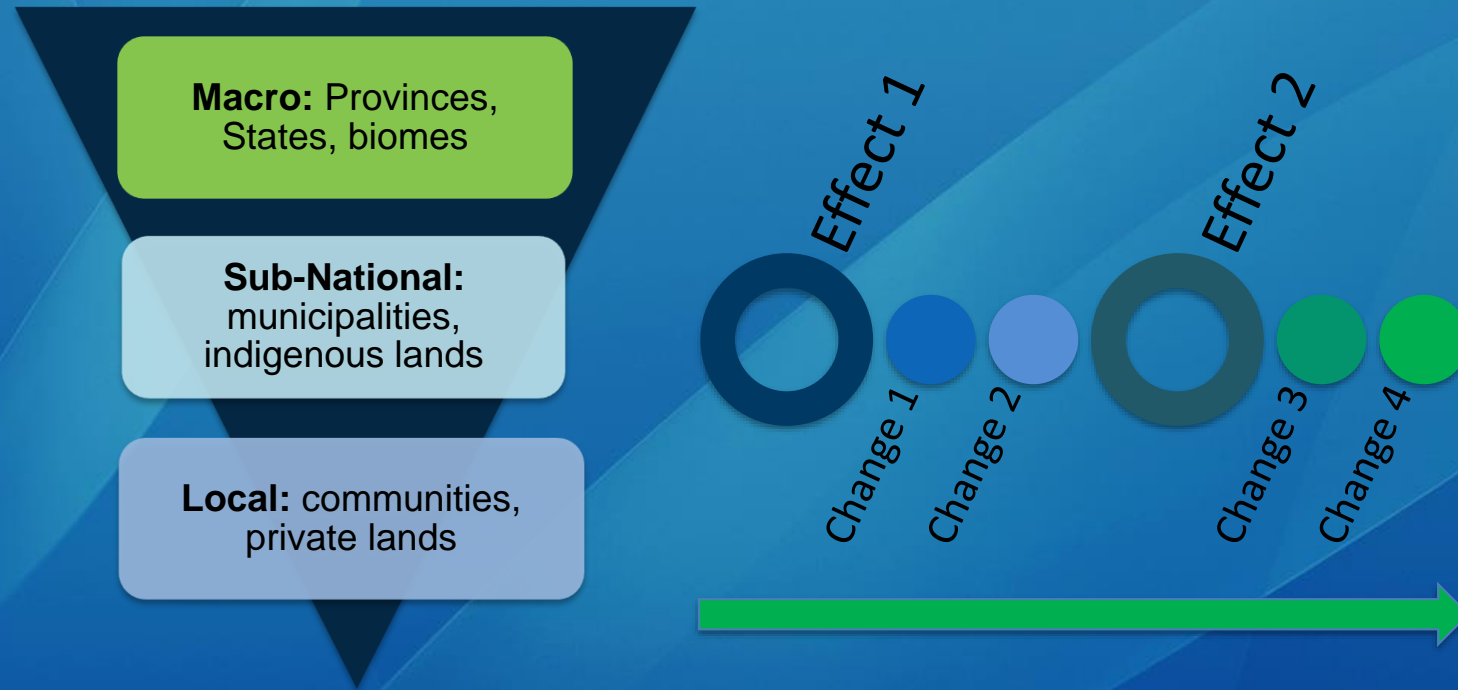 Macro: Provinces,
States, biomes
Sub-National:
municipalities,
indigenous lands
Local: communities,
private lands
Effect 1
Change 1
Change 2
Effect 2
Change 3
Change 4